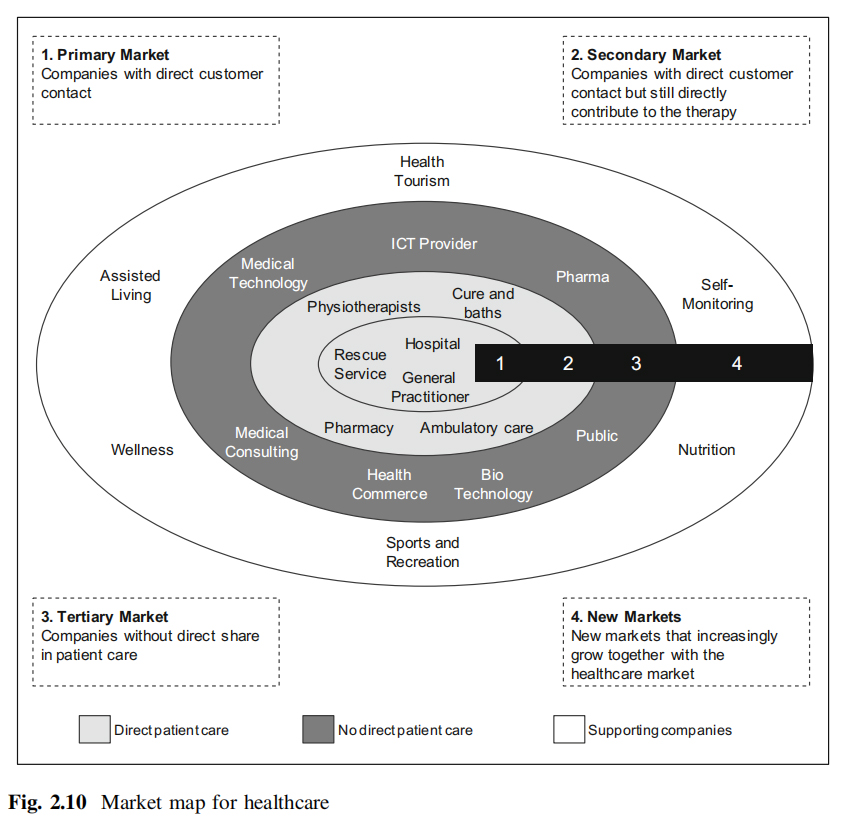 1. Primary Market
Companies with direct customer
contact
2. Secondary Market
Companies with direct customer
contact but still directly
contribute to the therapy
Health
Tourism
ICT Provider
Medical
Technology
Pharma
Assisted
Living
Self-
Monitoring
Physiotherapists
Cure and
baths
Hospital
Rescue
Service
General
Practitioner
1 2 3 4
Pharmacy
Ambulatory care
Medical
Consulting
Public
Wellness
Nutrition
Health
Commerce
Bio
Technology
Sports and
Recreation
3. Tertiary Market
Companies without direct share
in patient care
4. New Markets
New markets that increasingly
grow together with the
healthcare market
Direct patient care
No direct patient care
Supporting companies
Fig. 2.10 Market map for healthcare